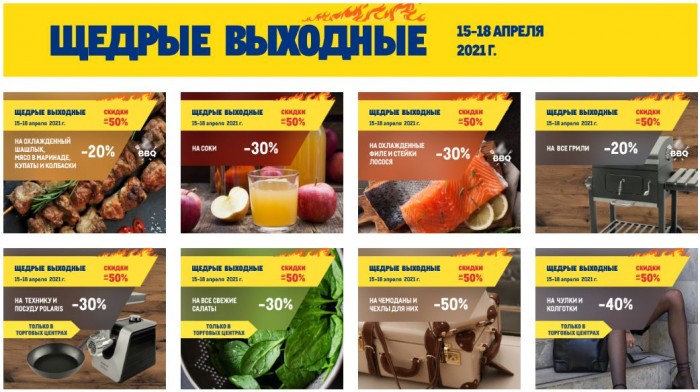 ЩЕДРЫЕ ВЫХОДНЫЕ
15-18 АПРЕЛЯ
2021 Г.
ЩЕДРЫЕ ВЫХОДНЫЕ
15-18 апреля 2021 г.
СКИДКИ
до 50%
НА ОХЛАЖДЕННЫЙ
ШАШЛЫК,
МЯСО В МАРИНАДЕ,
КУПАТЫ И КОЛБАСКИ
-20%
BBQ
ЩЕДРЫЕ ВЫХОДНЫЕ
15-18 апреля 2021 г.
СКИДКИ
до 50%
НА СОКИ
-30%
ЩЕДРЫЕ ВЫХОДНЫЕ
15-18 апреля 2021 г.
СКИДКИ
до 50%
НА ОХЛАЖДЕННЫЕ
ФИЛЕ И СТЕЙКИ
ЛОСОСЯ
-30%
BBQ
ЩЕДРЫЕ ВЫХОДНЫЕ
15-18 апреля 2021 г.
СКИДКИ
до 50%
НА ВСЕ ГРИЛИ
-20%
BBQ
ЩЕДРЫЕ ВЫХОДНЫЕ
15-18 апреля 2021 г.
СКИДКИ
до 50%
НА ТЕХНИКУ И
ПОСУДУ POLARIS
-30%
ТОЛЬКО В
ТОРГОВЫХ ЦЕНТРАХ
ЩЕДРЫЕ ВЫХОДНЫЕ
15-18 апреля 2021 г.
СКИДКИ
до 50%
НА ВСЕ СВЕЖИЕ
САЛАТЫ
-30%
ТОЛЬКО В
ТОРГОВЫХ ЦЕНТРАХ
ЩЕДРЫЕ ВЫХОДНЫЕ
15-18 апреля 2021 г.
СКИДКИ
до 50%
НА ЧЕМОДАНЫ И
ЧЕХЛЫ ДЛЯ НИХ
-50%
ЩЕДРЫЕ ВЫХОДНЫЕ
15-18 апреля 2021 г.
СКИДКИ
до 50%
НА ЧУЛКИ И
КОЛГОТКИ
-40%
ТОЛЬКО В
ТОРГОВЫХ ЦЕНТРАХ